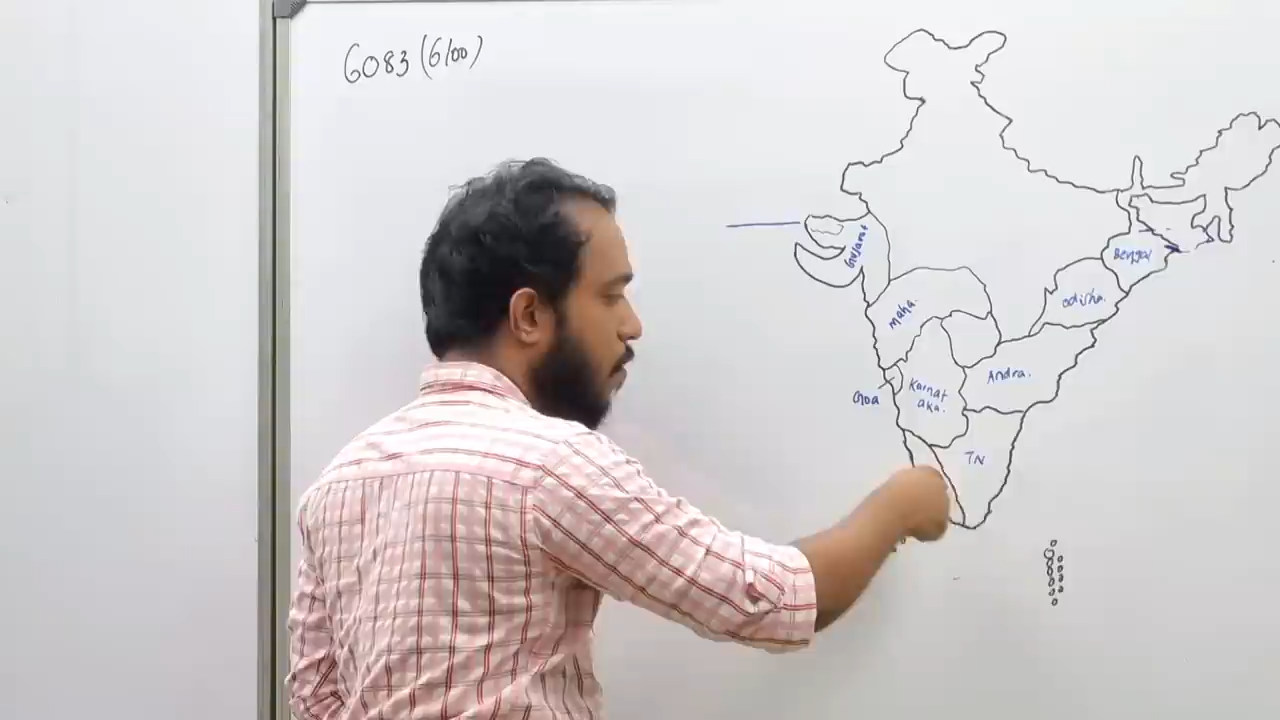 6083 (6100)
Gujarat
Bengal
Odisha.
Maha.
Andra.
Karnat
aka.
Goa
TN